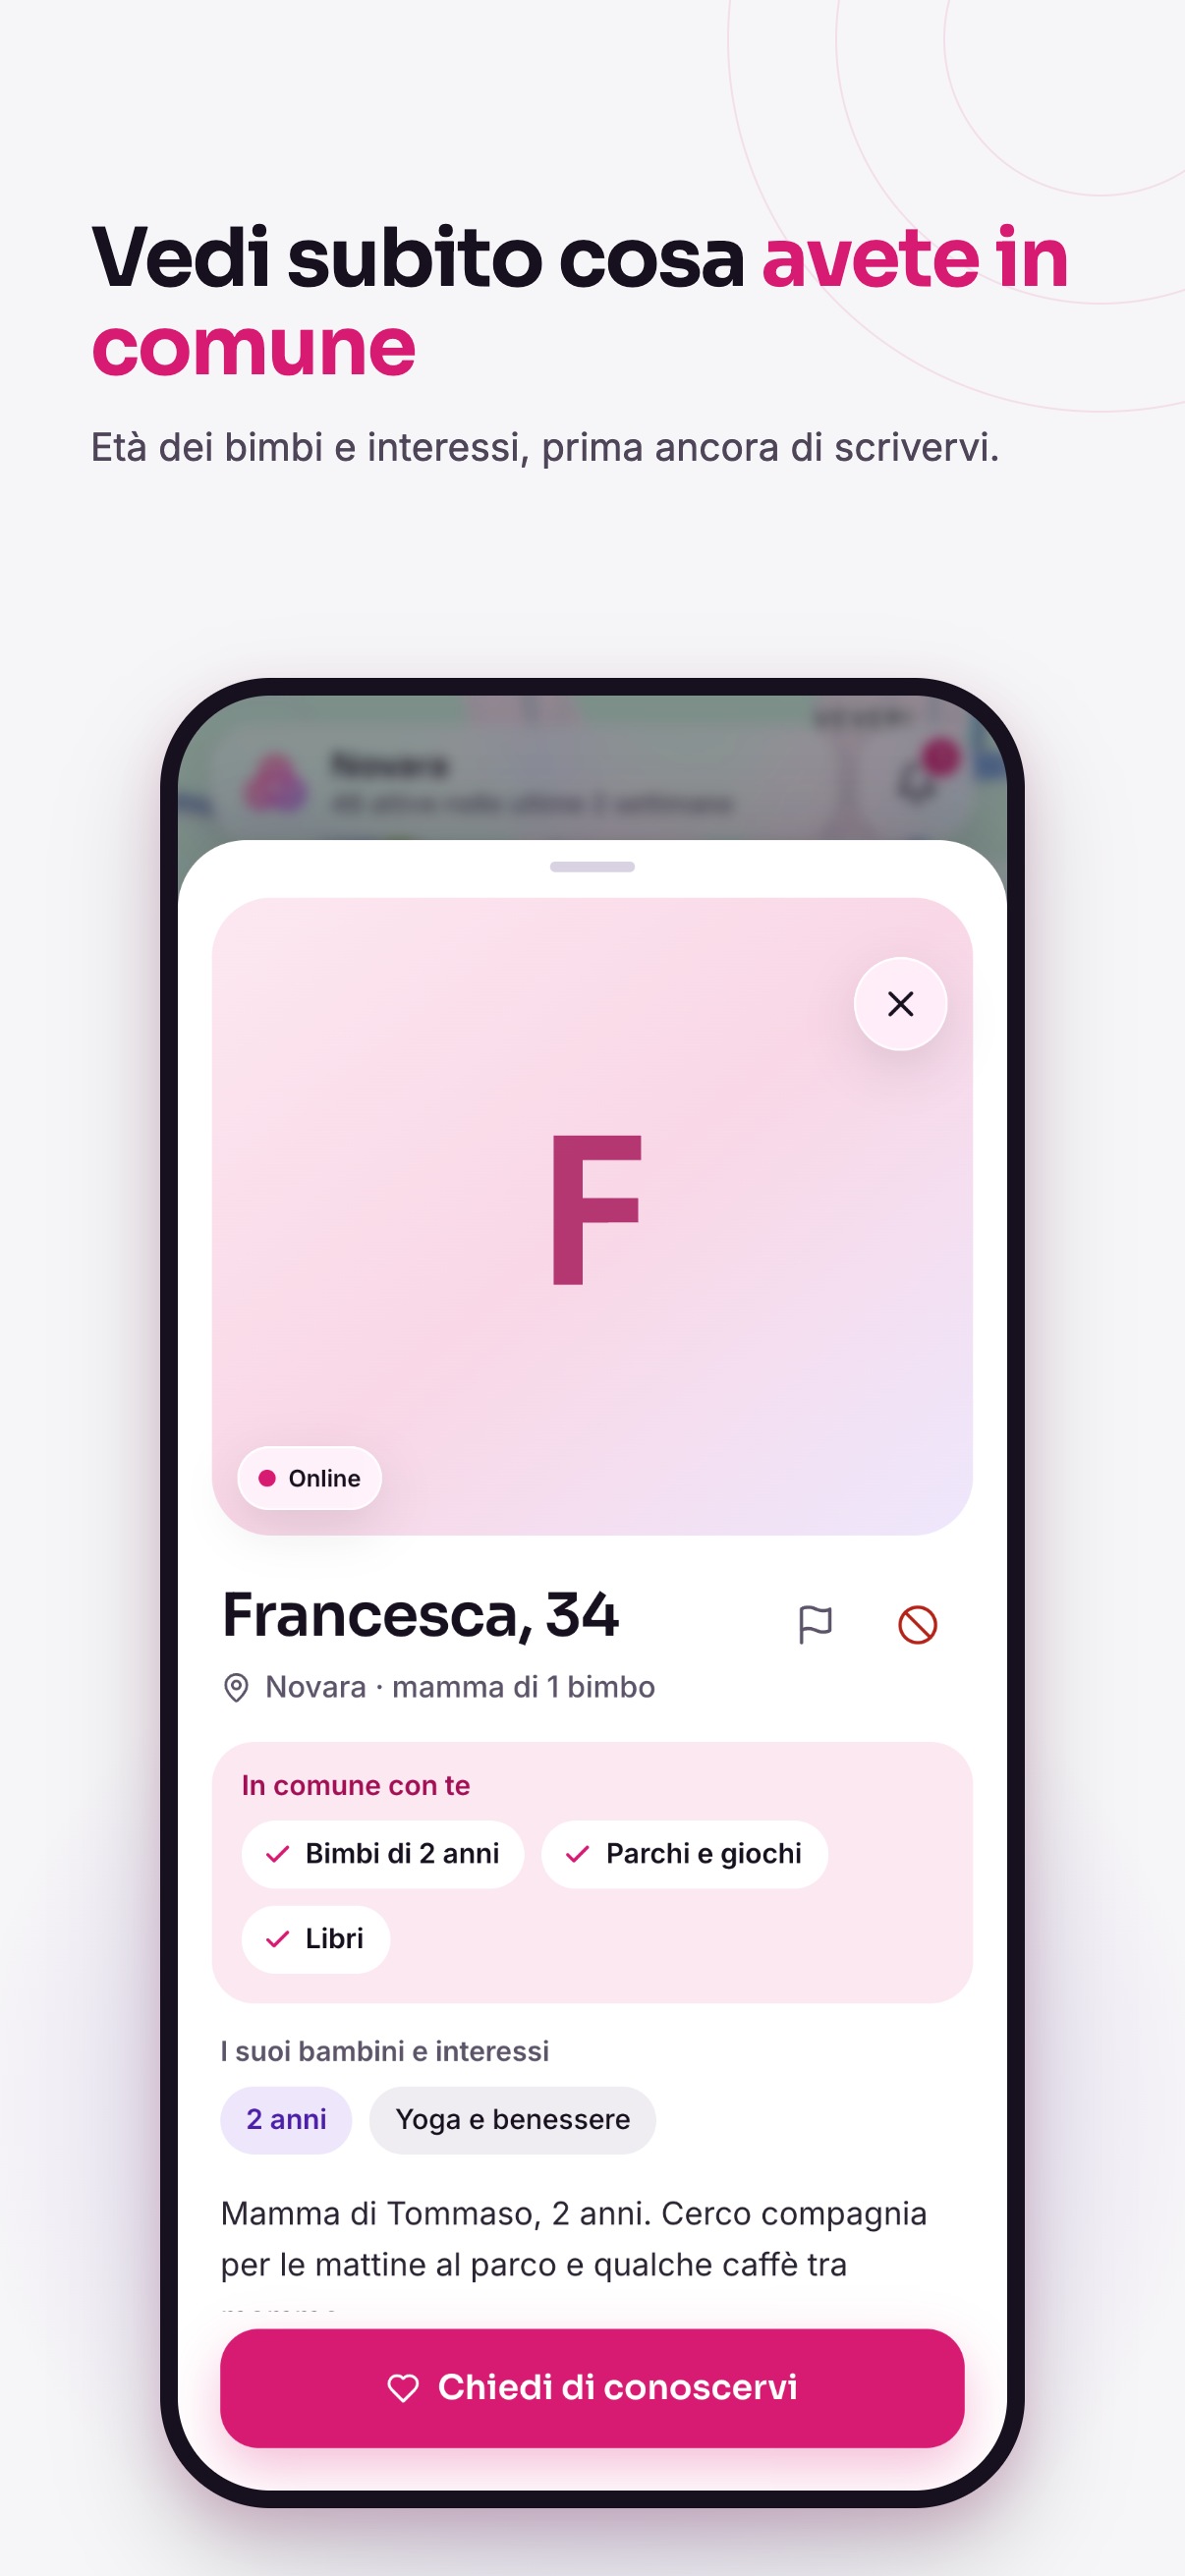 Vedi subito cosa avete in
comune
Età dei bimbi e interessi, prima ancora di scrivervi.
Novara
F
Online
Francesca, 34
Novara · mamma di 1 bimbo
In comune con te
Bimbi di 2 anni
Parchi e giochi
Libri
I suoi bambini e interessi
2 anni
Yoga e benessere
Mamma di Tommaso, 2 anni. Cerco compagnia
per le mattine al parco e qualche caffè tra
Chiedi di conoscervi